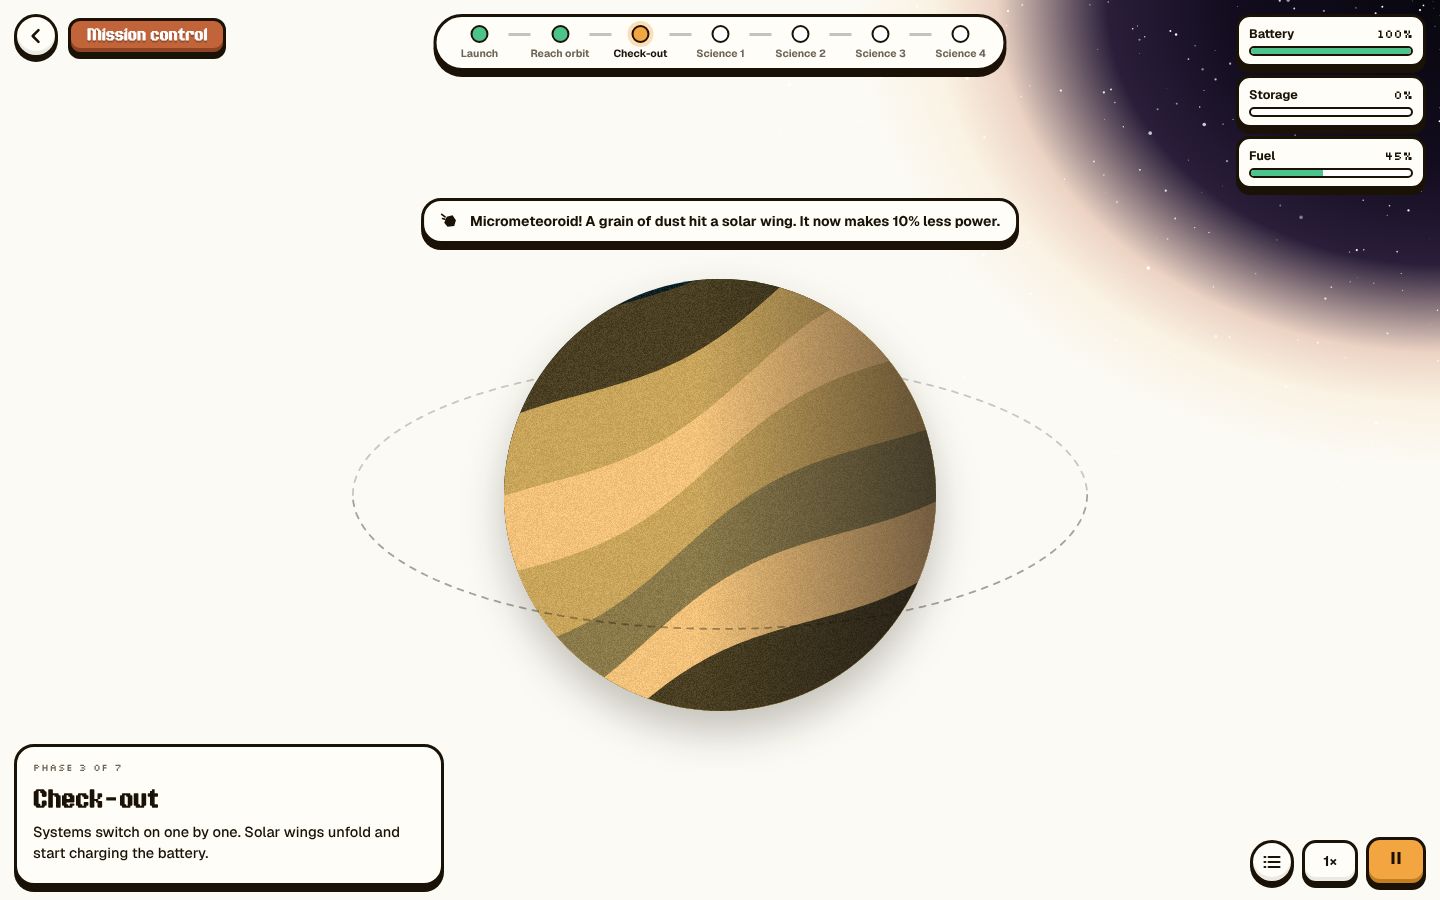 Mission control
Launch
Reach orbit
Check-out
Science 1
Science 2
Science 3
Science 4
Battery 100%
Storage 0%
Fuel 45%
Micrometeoroid! A grain of dust hit a solar wing. It now makes 10% less power.
PHASE 3 OF 7
Check-out
Systems switch on one by one. Solar wings unfold and
start charging the battery.
1×